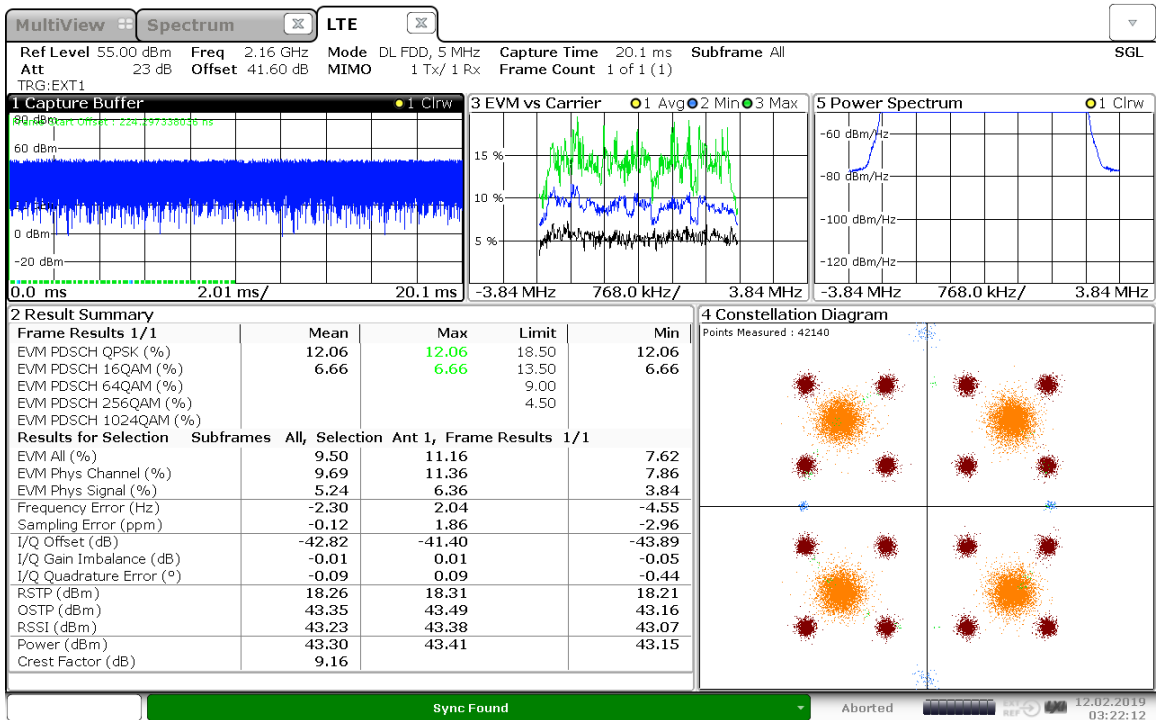 MultiView Spectrum LTE
Ref Level 55.00 dBm Freq 2.16 GHz Mode DL FDD, 5 MHz Capture Time 20.1 ms Subframe All SGL
Att 23 dB Offset 41.60 dB MIMO 1 Tx/ 1 Rx Frame Count 1 of 1 (1)
TRG:EXT1
1 Capture Buffer 1 Clrw
80 dBm
Frame Start Offset : 224.297338036 ms
60 dBm
0 dBm
-20 dBm
0.0 ms 2.01 ms/ 20.1 ms
3 EVM vs Carrier 1 Avg 2 Min 3 Max
15 %
10 %
5 %
-3.84 MHz 768.0 kHz/ 3.84 MHz
5 Power Spectrum 1 Clrw
-60 dBm/Hz
-80 dBm/Hz
-100 dBm/Hz
-120 dBm/Hz
-3.84 MHz 768.0 kHz/ 3.84 MHz
2 Result Summary
Frame Results 1/1 Mean Max Limit Min
EVM PDSCH QPSK (%) 12.06 12.06 18.50 12.06
EVM PDSCH 16QAM (%) 6.66 6.66 13.50 6.66
EVM PDSCH 64QAM (%) 9.00
EVM PDSCH 256QAM (%) 4.50
EVM PDSCH 1024QAM (%)
Results for Selection Subframes All, Selection Ant 1, Frame Results 1/1
EVM All (%) 9.50 11.16 7.62
EVM Phys Channel (%) 9.69 11.36 7.86
EVM Phys Signal (%) 5.24 6.36 3.84
Frequency Error (Hz) -2.30 2.04 -4.55
Sampling Error (ppm) -0.12 1.86 -2.96
I/Q Offset (dB) -42.82 -41.40 -43.89
I/Q Gain Imbalance (dB) -0.01 0.01 -0.05
I/Q Quadrature Error (°) -0.09 0.09 -0.44
RSTP (dBm) 18.26 18.31 18.21
OSTP (dBm) 43.35 43.49 43.16
RSSI (dBm) 43.23 43.38 43.07
Power (dBm) 43.30 43.41 43.15
Crest Factor (dB) 9.16
4 Constellation Diagram
Points Measured : 42140
Sync Found Aborted EXT REF 12.02.2019
03:22:12